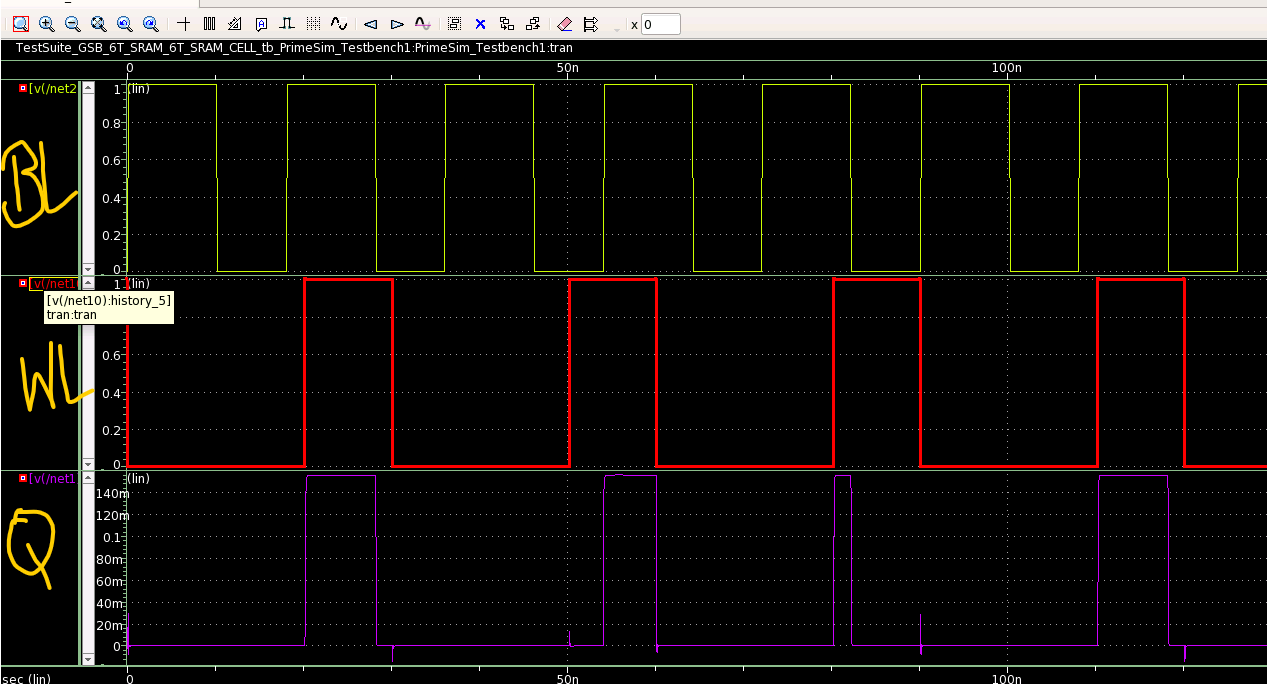 x 0
TestSuite_GSB_6T_SRAM_6T_SRAM_CELL_tb_PrimeSim_Testbench1:PrimeSim_Testbench1:tran
0 50n 100n
[v(/net2 1 (lin)
0.8
0.6
0.4
0.2
0
BL
[v(/net1 1 (lin)
[v(/net10):history_5]
tran:tran
0.6
0.4
0.2
0
WL
[v(/net1 (lin)
140m
120m
0.1
80m
60m
40m
20m
0
Q
sec (lin) 0 50n 100n